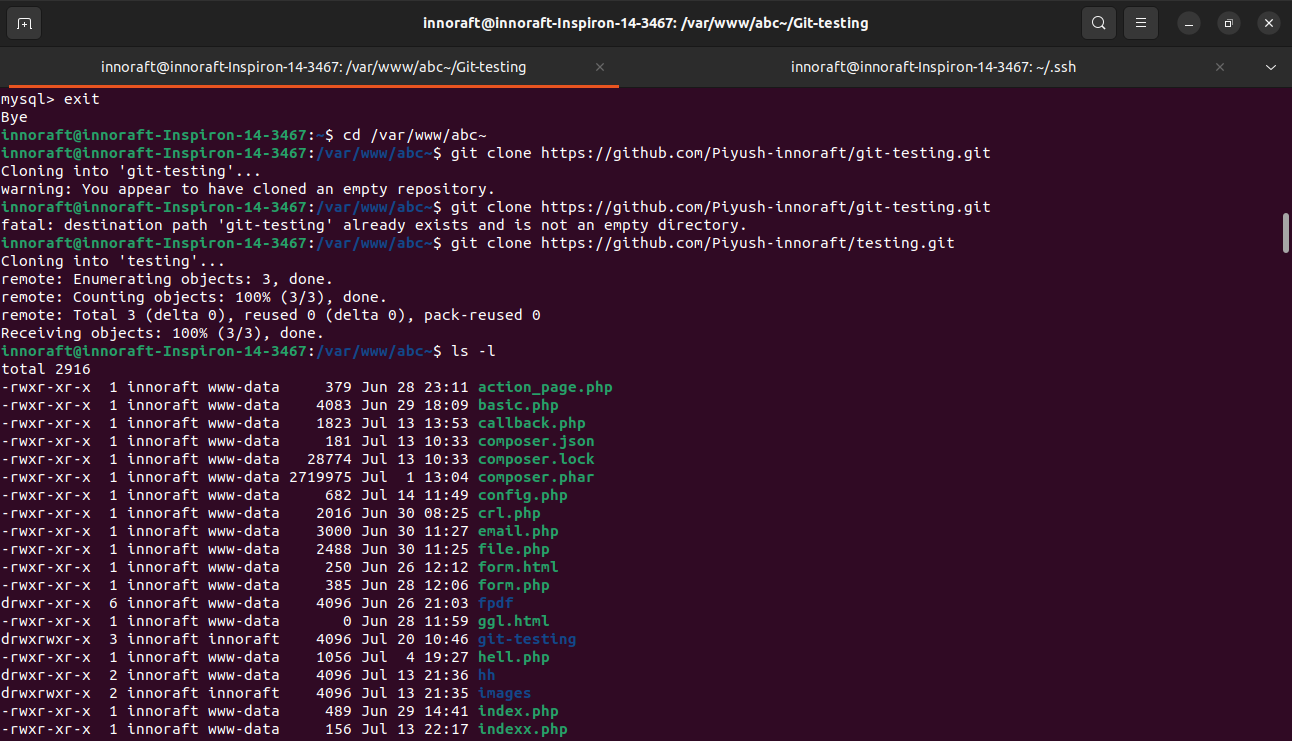 innoraft@innoraft-Inspiron-14-3467: /var/www/abc~/Git-testing
innoraft@innoraft-Inspiron-14-3467: /var/www/abc~/Git-testing
innoraft@innoraft-Inspiron-14-3467: ~/.ssh
mysql> exit
Bye
innoraft@innoraft-Inspiron-14-3467:~$ cd /var/www/abc~
innoraft@innoraft-Inspiron-14-3467:/var/www/abc~$ git clone https://github.com/Piyush-innoraft/git-testing.git
Cloning into 'git-testing'...
warning: You appear to have cloned an empty repository.
innoraft@innoraft-Inspiron-14-3467:/var/www/abc~$ git clone https://github.com/Piyush-innoraft/git-testing.git
fatal: destination path 'git-testing' already exists and is not an empty directory.
innoraft@innoraft-Inspiron-14-3467:/var/www/abc~$ git clone https://github.com/Piyush-innoraft/testing.git
Cloning into 'testing'...
remote: Enumerating objects: 3, done.
remote: Counting objects: 100% (3/3), done.
remote: Total 3 (delta 0), reused 0 (delta 0), pack-reused 0
Receiving objects: 100% (3/3), done.
innoraft@innoraft-Inspiron-14-3467:/var/www/abc~$ ls -l
total 2916
-rwxr-xr-x  1 innoraft www-data     379 Jun 28 23:11 action_page.php
-rwxr-xr-x  1 innoraft www-data    4083 Jun 29 18:09 basic.php
-rwxr-xr-x  1 innoraft www-data    1823 Jul 13 13:53 callback.php
-rwxr-xr-x  1 innoraft www-data     181 Jul 13 10:33 composer.json
-rwxr-xr-x  1 innoraft www-data   28774 Jul 13 10:33 composer.lock
-rwxr-xr-x  1 innoraft www-data 2719975 Jul  1 13:04 composer.phar
-rwxr-xr-x  1 innoraft www-data     682 Jul 14 11:49 config.php
-rwxr-xr-x  1 innoraft www-data    2016 Jun 30 08:25 crl.php
-rwxr-xr-x  1 innoraft www-data    3000 Jun 30 11:27 email.php
-rwxr-xr-x  1 innoraft www-data    2488 Jun 30 11:25 file.php
-rwxr-xr-x  1 innoraft www-data     250 Jun 26 12:12 form.html
-rwxr-xr-x  1 innoraft www-data     385 Jun 28 12:06 form.php
drwxr-xr-x  6 innoraft www-data    4096 Jun 26 21:03 fpdf
-rwxr-xr-x  1 innoraft www-data       0 Jun 28 11:59 ggl.html
drwxrwxr-x  3 innoraft innoraft    4096 Jul 20 10:46 git-testing
-rwxr-xr-x  1 innoraft www-data    1056 Jul  4 19:27 hell.php
drwxr-xr-x  2 innoraft www-data    4096 Jul 13 21:36 hh
drwxrwxr-x  2 innoraft innoraft    4096 Jul 13 21:35 images
-rwxr-xr-x  1 innoraft www-data     489 Jun 29 14:41 index.php
-rwxr-xr-x  1 innoraft www-data     156 Jul 13 22:17 indexx.php